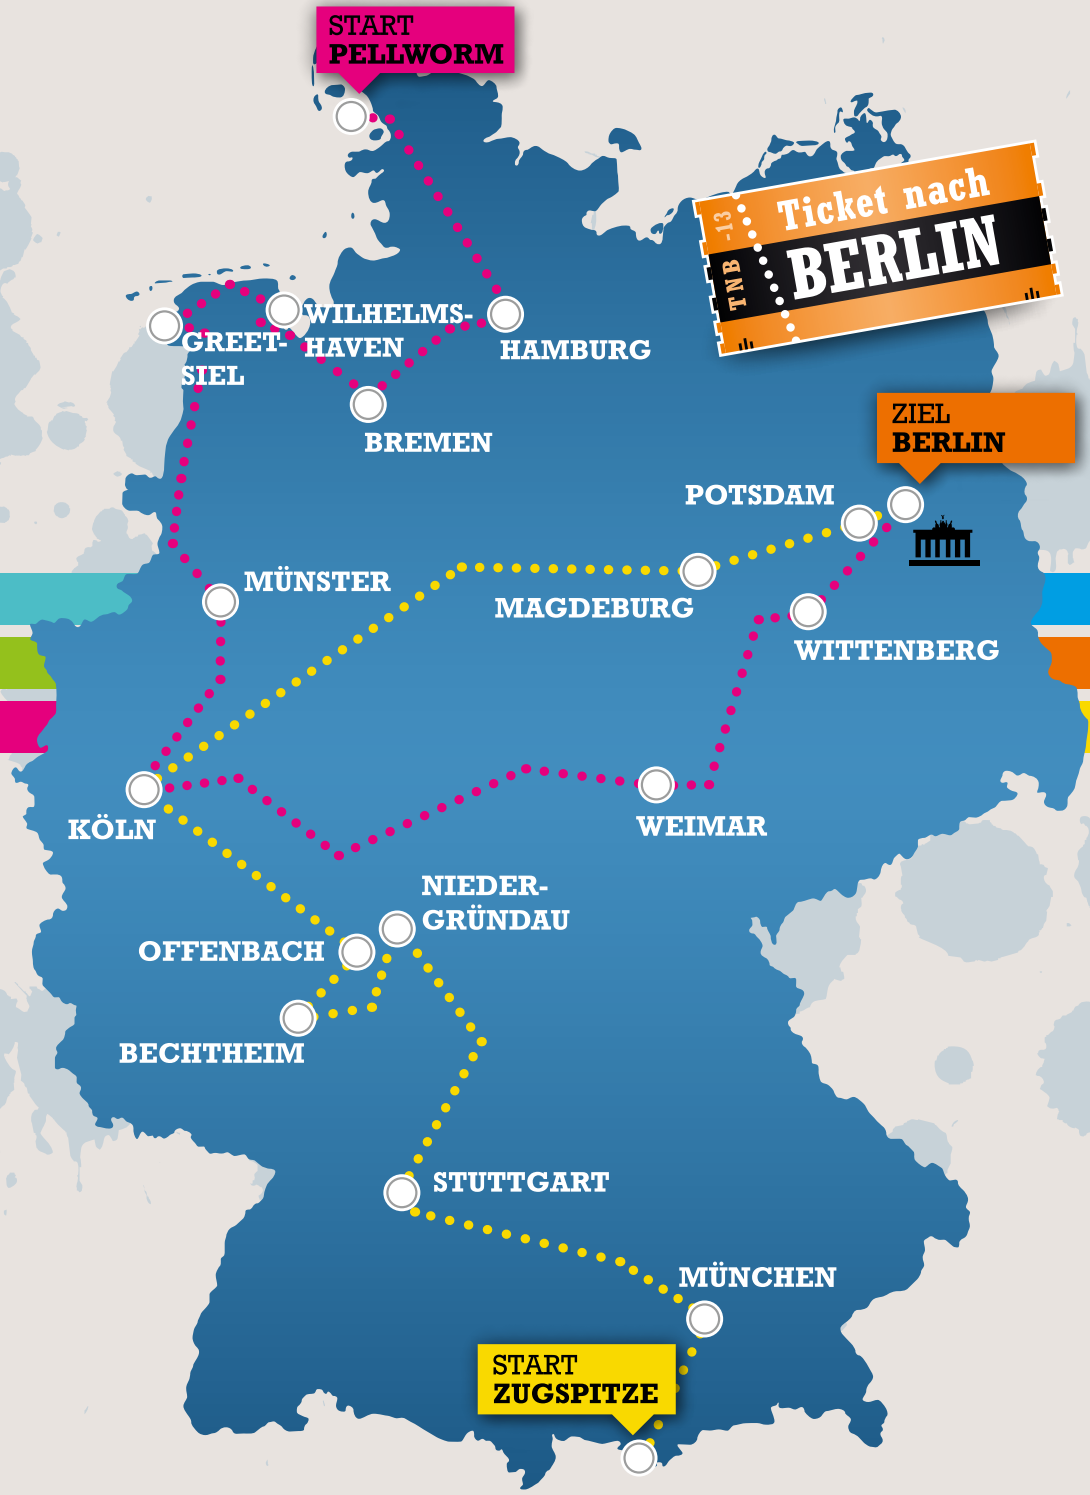 START
PELLWORM
Ticket nach
BERLIN
TNB -13
WILHELMS-
HAVEN
GREET-
SIEL
HAMBURG
BREMEN
ZIEL
BERLIN
POTSDAM
MÜNSTER
MAGDEBURG
WITTENBERG
KÖLN
WEIMAR
NIEDER-
GRÜNDAU
OFFENBACH
BECHTHEIM
STUTTGART
MÜNCHEN
START
ZUGSPITZE